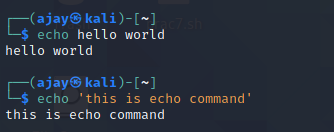 ┌──(ajay㉿kali)-[~]
└─$ echo hello world
hello world

┌──(ajay㉿kali)-[~]
└─$ echo 'this is echo command'
this is echo command